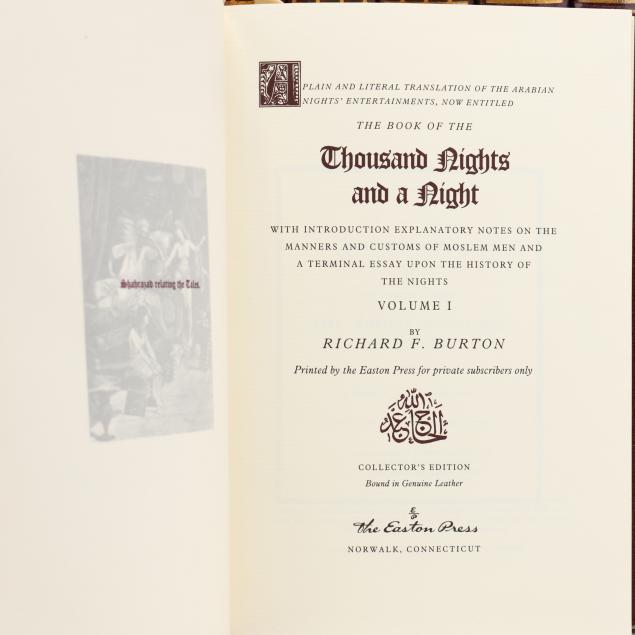 Shahrazad relating the Tales.
A PLAIN AND LITERAL TRANSLATION OF THE ARABIAN
NIGHTS' ENTERTAINMENTS, NOW ENTITLED
THE BOOK OF THE
Thousand Nights
and a Night
WITH INTRODUCTION EXPLANATORY NOTES ON THE
MANNERS AND CUSTOMS OF MOSLEM MEN AND
A TERMINAL ESSAY UPON THE HISTORY OF
THE NIGHTS
VOLUME I
BY
RICHARD F. BURTON
Printed by the Easton Press for private subscribers only
الحاج عبد الله
COLLECTOR'S EDITION
Bound in Genuine Leather
E/P
The Easton Press
NORWALK, CONNECTICUT